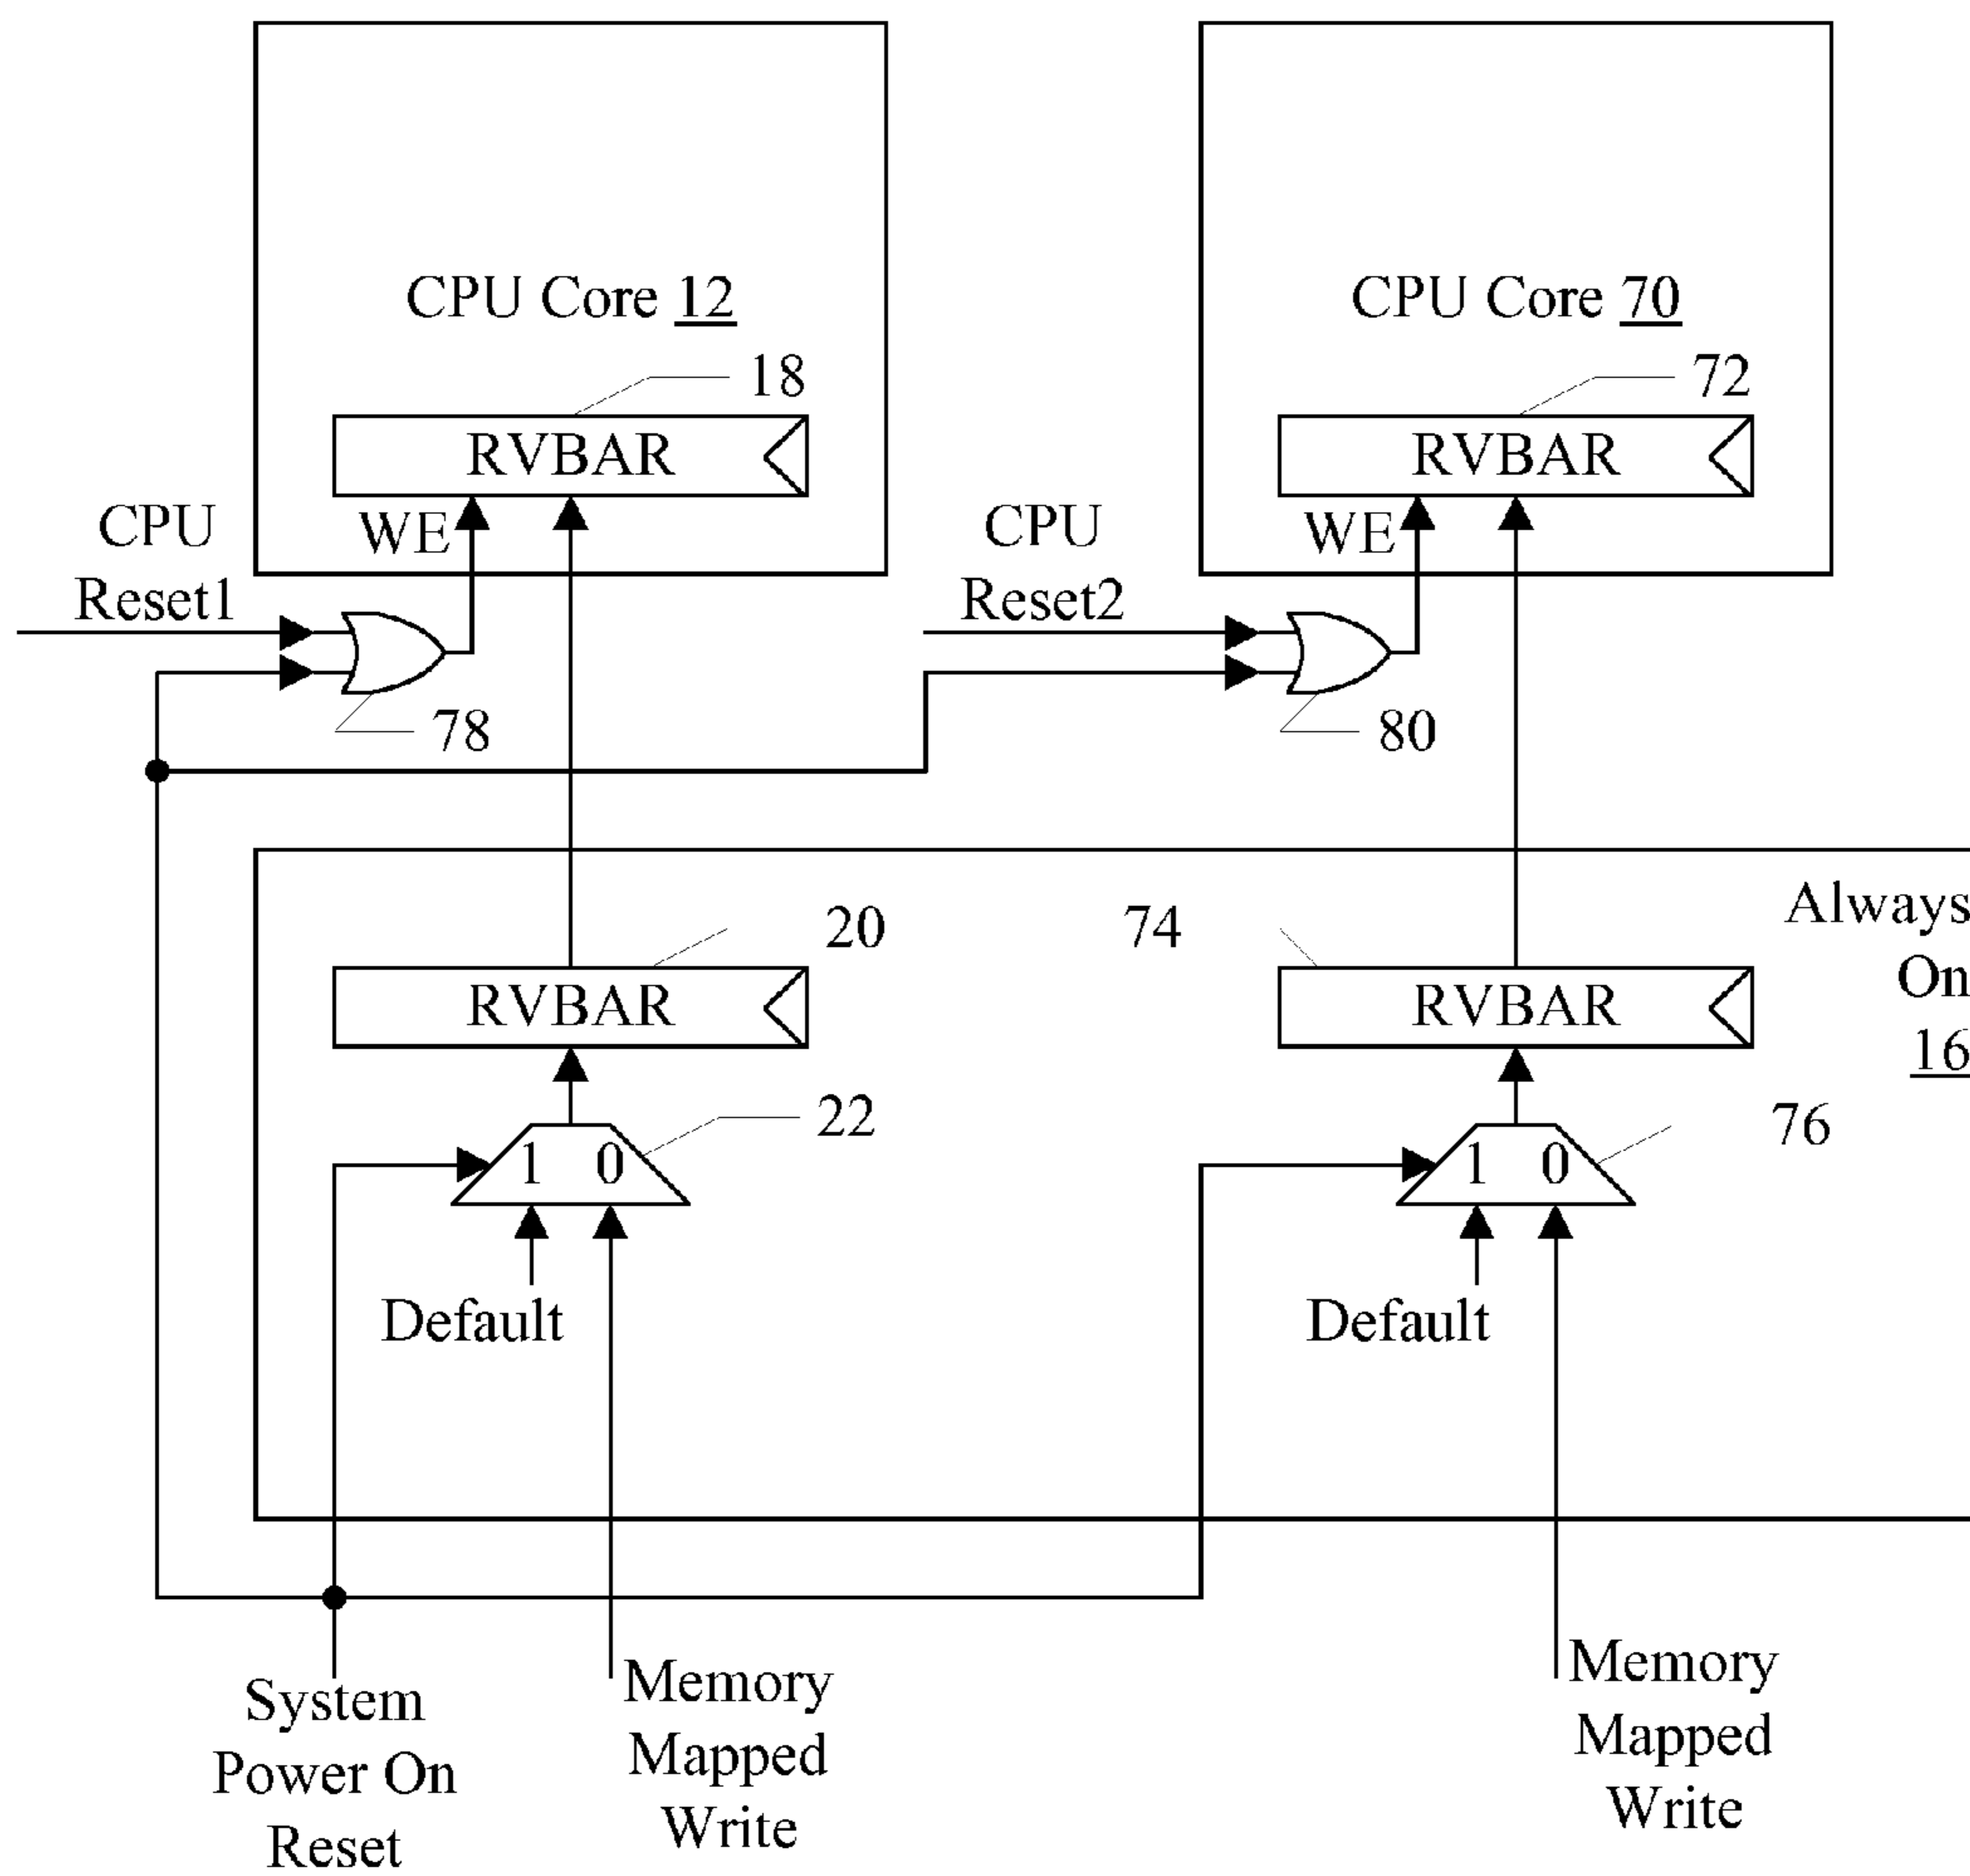 CPU Core 12
CPU Core 70
18
72
RVBAR
RVBAR
CPU
Reset1
WE
CPU
Reset2
WE
78
80
Always
On
16
20
74
RVBAR
RVBAR
22
76
1 0
1 0
Default
Default
System
Power On
Reset
Memory
Mapped
Write
Memory
Mapped
Write